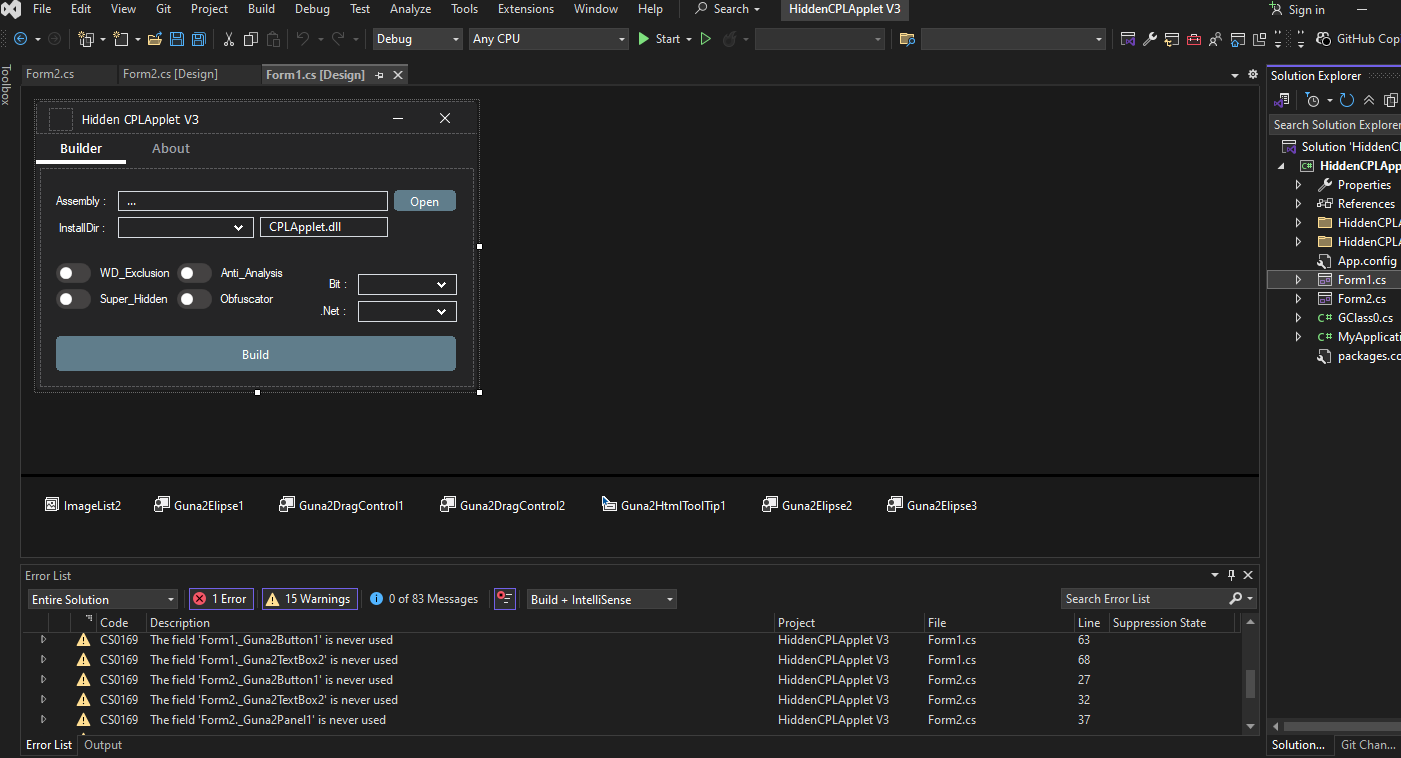 File Edit View Git Project Build Debug Test Analyze Tools Extensions Window Help Search HiddenCPLApplet V3 Sign in
Debug Any CPU Start GitHub Cop
Toolbox
Form2.cs Form2.cs [Design] Form1.cs [Design]
Hidden CPLApplet V3
Builder About
Assembly : ... Open
InstallDir : CPLApplet.dll
WD_Exclusion Anti_Analysis
Bit :
Super_Hidden Obfuscator
.Net :
Build
ImageList2 Guna2Elipse1 Guna2DragControl1 Guna2DragControl2 Guna2HtmlToolTip1 Guna2Elipse2 Guna2Elipse3
Error List
Entire Solution 1 Error 15 Warnings 0 of 83 Messages Build + IntelliSense Search Error List
Code Description Project File Line Suppression State
CS0169 The field 'Form1._Guna2Button1' is never used HiddenCPLApplet V3 Form1.cs 63
CS0169 The field 'Form1._Guna2TextBox2' is never used HiddenCPLApplet V3 Form1.cs 68
CS0169 The field 'Form2._Guna2Button1' is never used HiddenCPLApplet V3 Form2.cs 27
CS0169 The field 'Form2._Guna2TextBox2' is never used HiddenCPLApplet V3 Form2.cs 32
CS0169 The field 'Form2._Guna2Panel1' is never used HiddenCPLApplet V3 Form2.cs 37
Error List Output
Solution Explorer
Search Solution Explorer
Solution 'HiddenC
C# HiddenCPLApp
Properties
References
HiddenCPLA
HiddenCPLA
App.config
Form1.cs
Form2.cs
C# GClass0.cs
C# MyApplicati
packages.co
Solution... Git Chan...